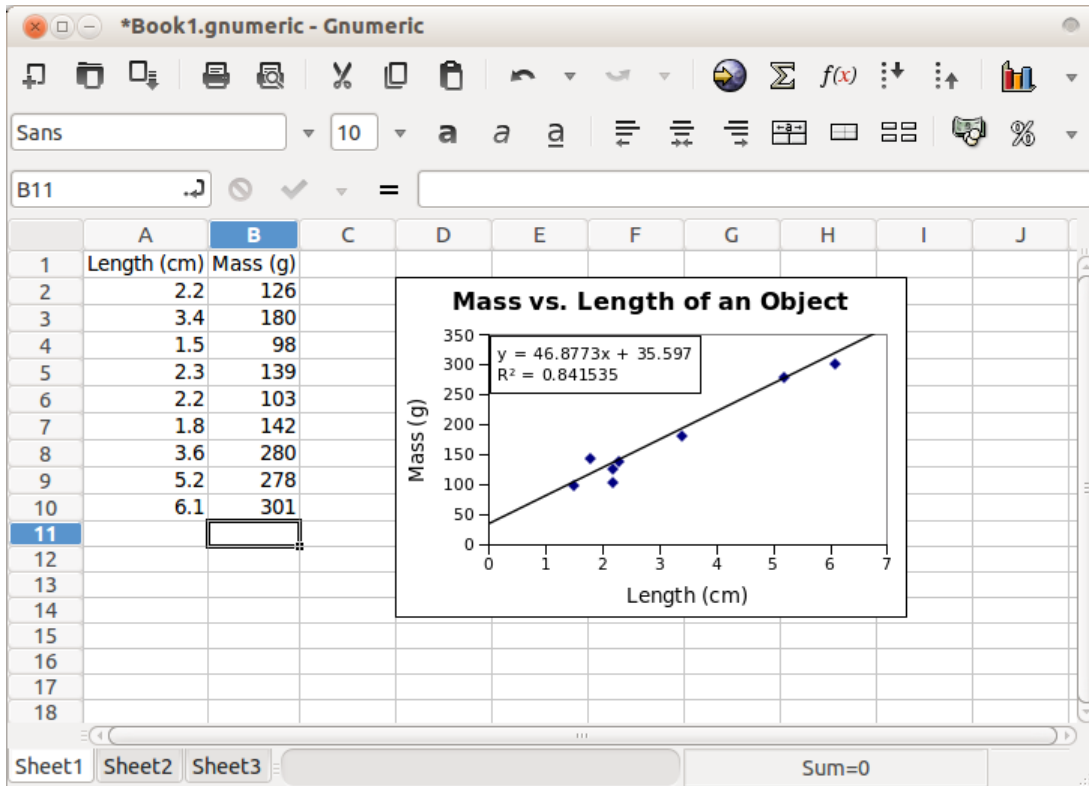 *Book1.gnumeric - Gnumeric
f(x)
Sans 10 a a a %
B11 =
A B C D E F G H I J
1 Length (cm) Mass (g)
2 2.2 126
3 3.4 180
4 1.5 98
5 2.3 139
6 2.2 103
7 1.8 142
8 3.6 280
9 5.2 278
10 6.1 301
11
12
13
14
15
16
17
18
Mass vs. Length of an Object
y = 46.8773x + 35.597
R² = 0.841535
350
300
250
200
150
100
50
0
Mass (g)
0 1 2 3 4 5 6 7
Length (cm)
Sheet1 Sheet2 Sheet3 Sum=0